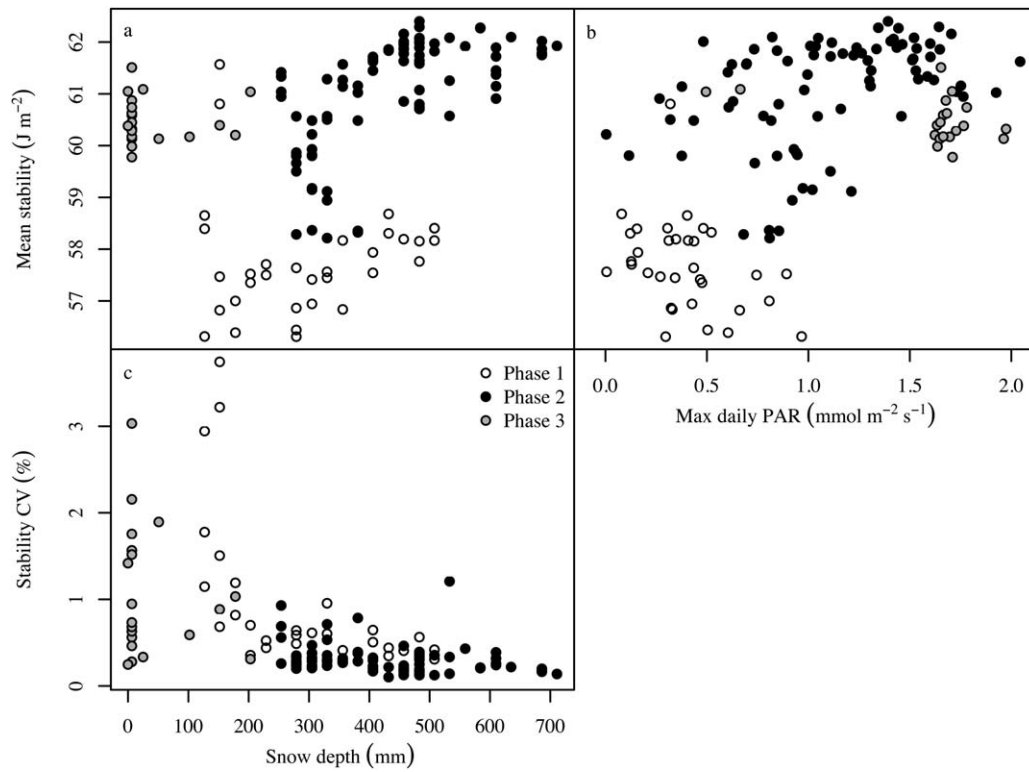 a
b
62
61
60
59
58
57
Mean stability (J m⁻²)
0.0 0.5 1.0 1.5 2.0
Max daily PAR (mmol m⁻² s⁻¹)
c
Phase 1
Phase 2
Phase 3
3
2
1
0
Stability CV (%)
0 100 200 300 400 500 600 700
Snow depth (mm)